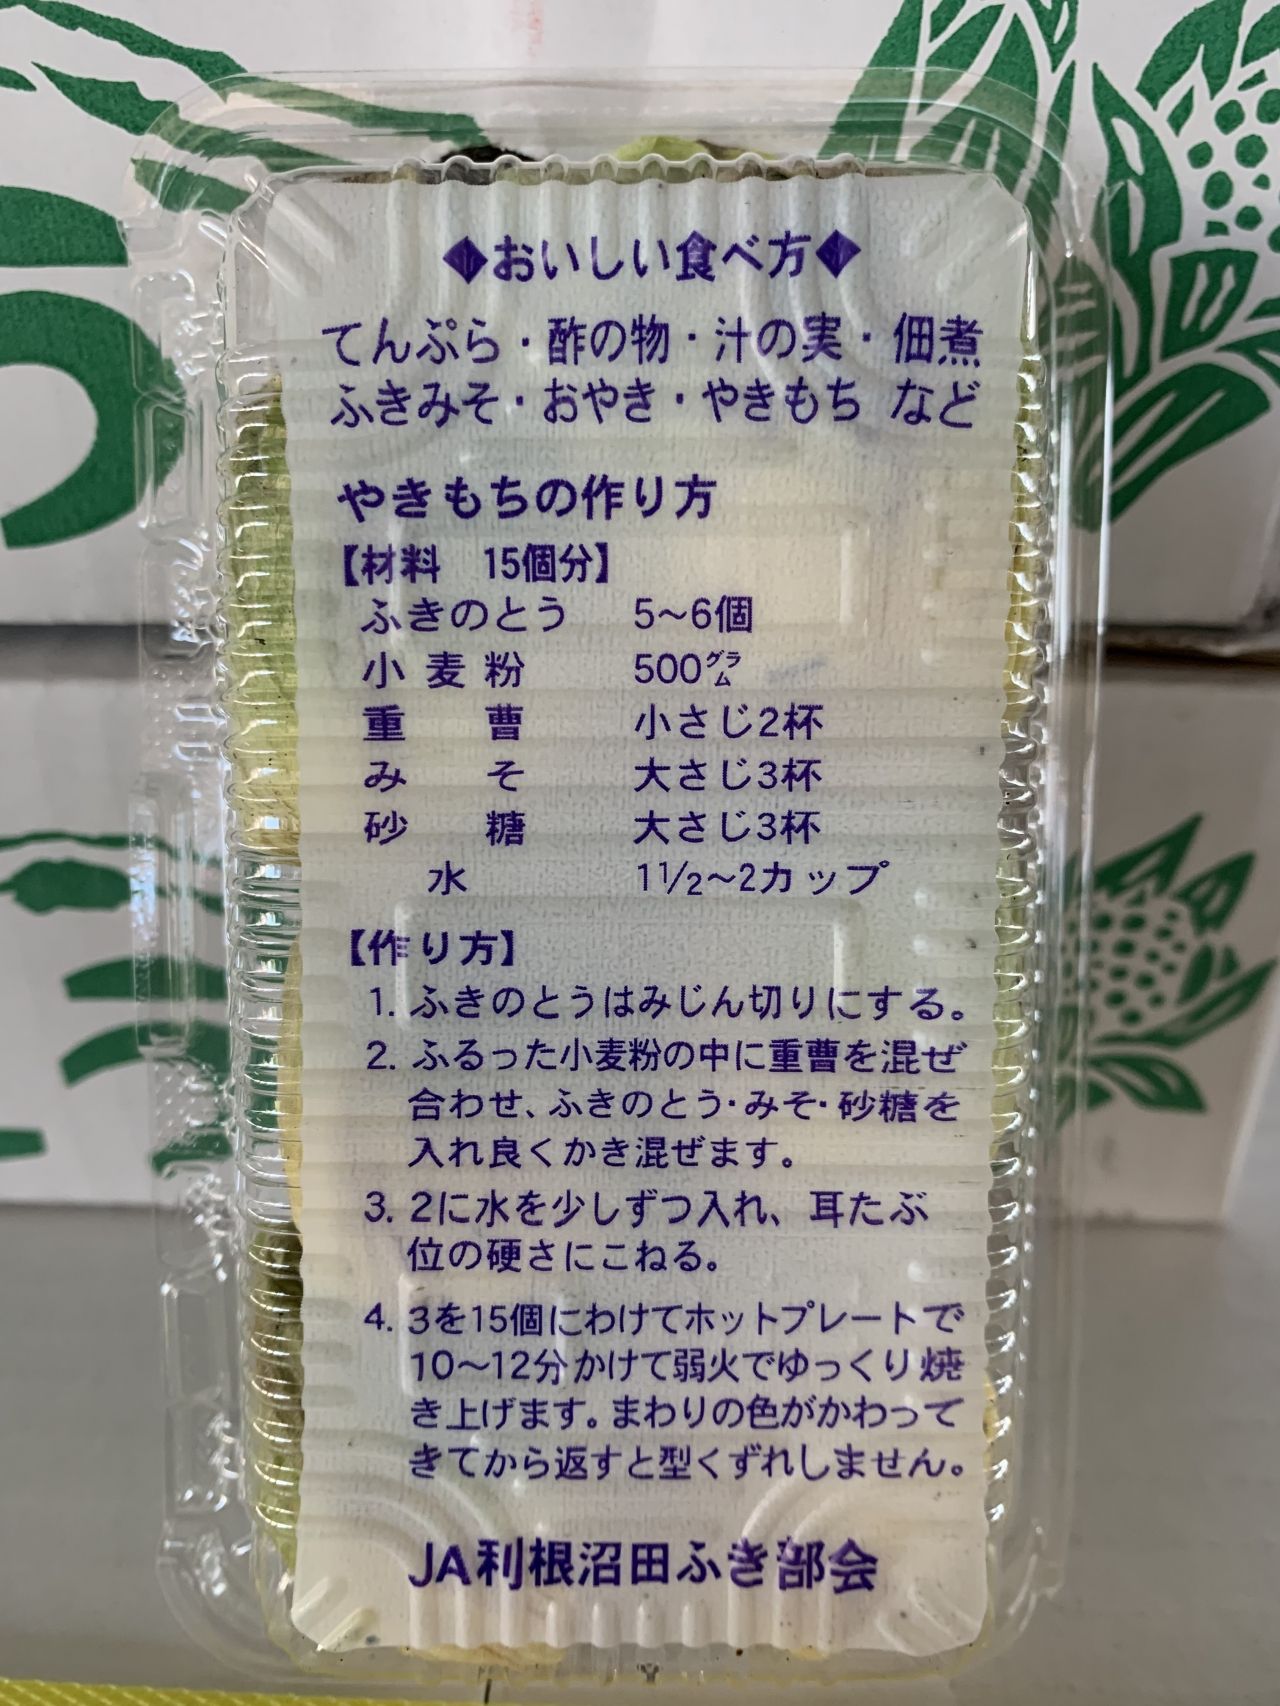 ◆おいしい食べ方◆
てんぷら・酢の物・汁の実・佃煮
ふきみそ・おやき・やきもち など
やきもちの作り方
【材料 15個分】
ふきのとう 5〜6個
小麦粉 500㌘
重曹 小さじ2杯
みそ 大さじ3杯
砂糖 大さじ3杯
水 1½〜2カップ
【作り方】
1. ふきのとうはみじん切りにする。
2. ふるった小麦粉の中に重曹を混ぜ
合わせ、ふきのとう・みそ・砂糖を
入れ良くかき混ぜます。
3. 2に水を少しずつ入れ、耳たぶ
位の硬さにこねる。
4. 3を15個にわけてホットプレートで
10〜12分かけて弱火でゆっくり焼
き上げます。まわりの色がかわって
きてから返すと型くずれしません。
JA利根沼田ふき部会